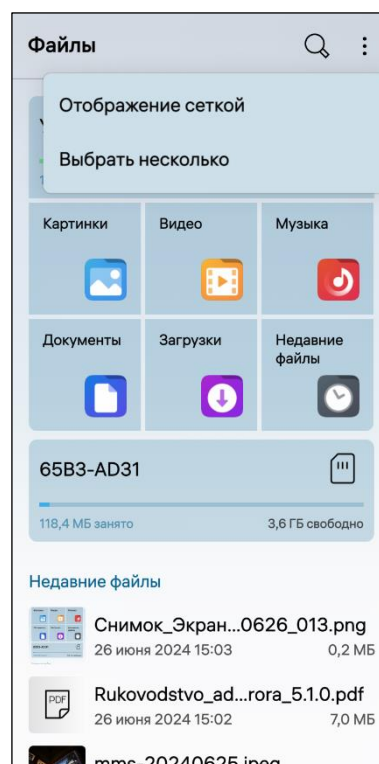 Файлы
Отображение сеткой
Выбрать несколько
Картинки
Видео
Музыка
Документы
Загрузки
Недавние
файлы
65B3-AD31
118,4 МБ занято
3,6 ГБ свободно
Недавние файлы
Снимок_Экран...0626_013.png
26 июня 2024 15:03
0,2 МБ
PDF
Rukovodstvo_ad...rora_5.1.0.pdf
26 июня 2024 15:02
7,0 МБ
mms-20240625.jpeg